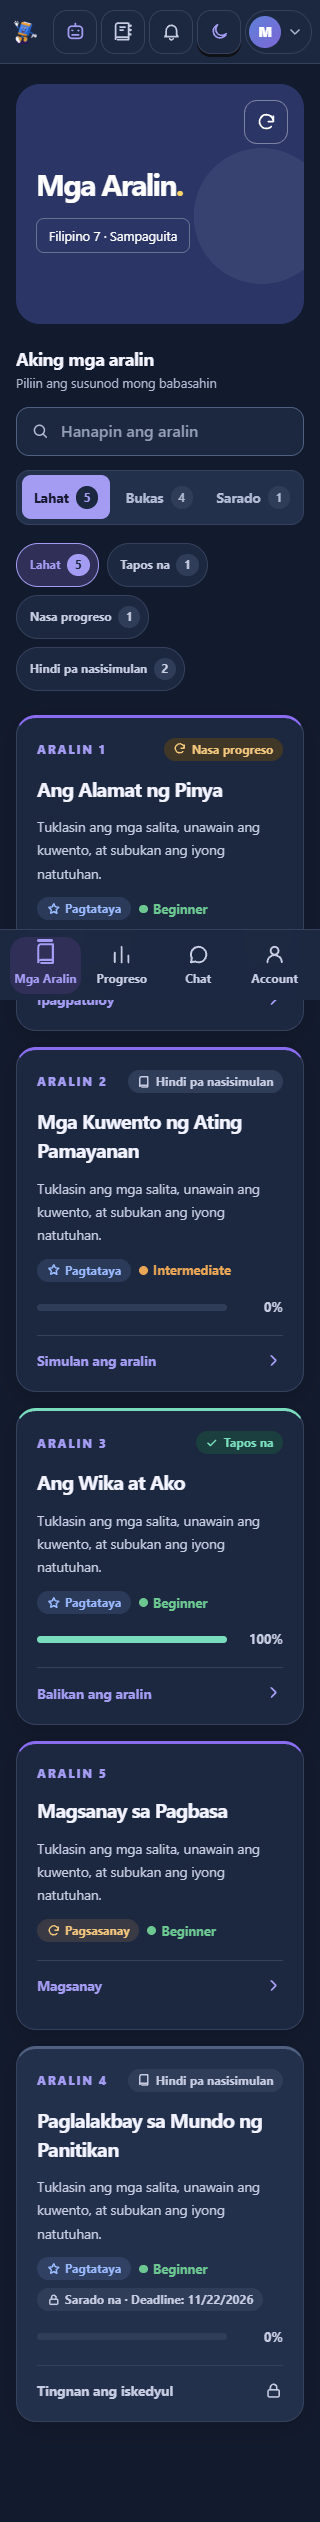 M
Mga Aralin.
Filipino 7 · Sampaguita
Aking mga aralin
Piliin ang susunod mong babasahin
Hanapin ang aralin
Lahat 5 Bukas 4 Sarado 1
Lahat 5 Tapos na 1
Nasa progreso 1
Hindi pa nasisimulan 2
ARALIN 1 Nasa progreso
Ang Alamat ng Pinya
Tuklasin ang mga salita, unawain ang
kuwento, at subukan ang iyong
natutuhan.
Pagtataya Beginner
Mga Aralin Progreso Chat Account
Ipagpatuloy
ARALIN 2 Hindi pa nasisimulan
Mga Kuwento ng Ating
Pamayanan
Tuklasin ang mga salita, unawain ang
kuwento, at subukan ang iyong
natutuhan.
Pagtataya Intermediate
0%
Simulan ang aralin
ARALIN 3 Tapos na
Ang Wika at Ako
Tuklasin ang mga salita, unawain ang
kuwento, at subukan ang iyong
natutuhan.
Pagtataya Beginner
100%
Balikan ang aralin
ARALIN 5
Magsanay sa Pagbasa
Tuklasin ang mga salita, unawain ang
kuwento, at subukan ang iyong
natutuhan.
Pagsasanay Beginner
Magsanay
ARALIN 4 Hindi pa nasisimulan
Paglalakbay sa Mundo ng
Panitikan
Tuklasin ang mga salita, unawain ang
kuwento, at subukan ang iyong
natutuhan.
Pagtataya Beginner
Sarado na · Deadline: 11/22/2026
0%
Tingnan ang iskedyul